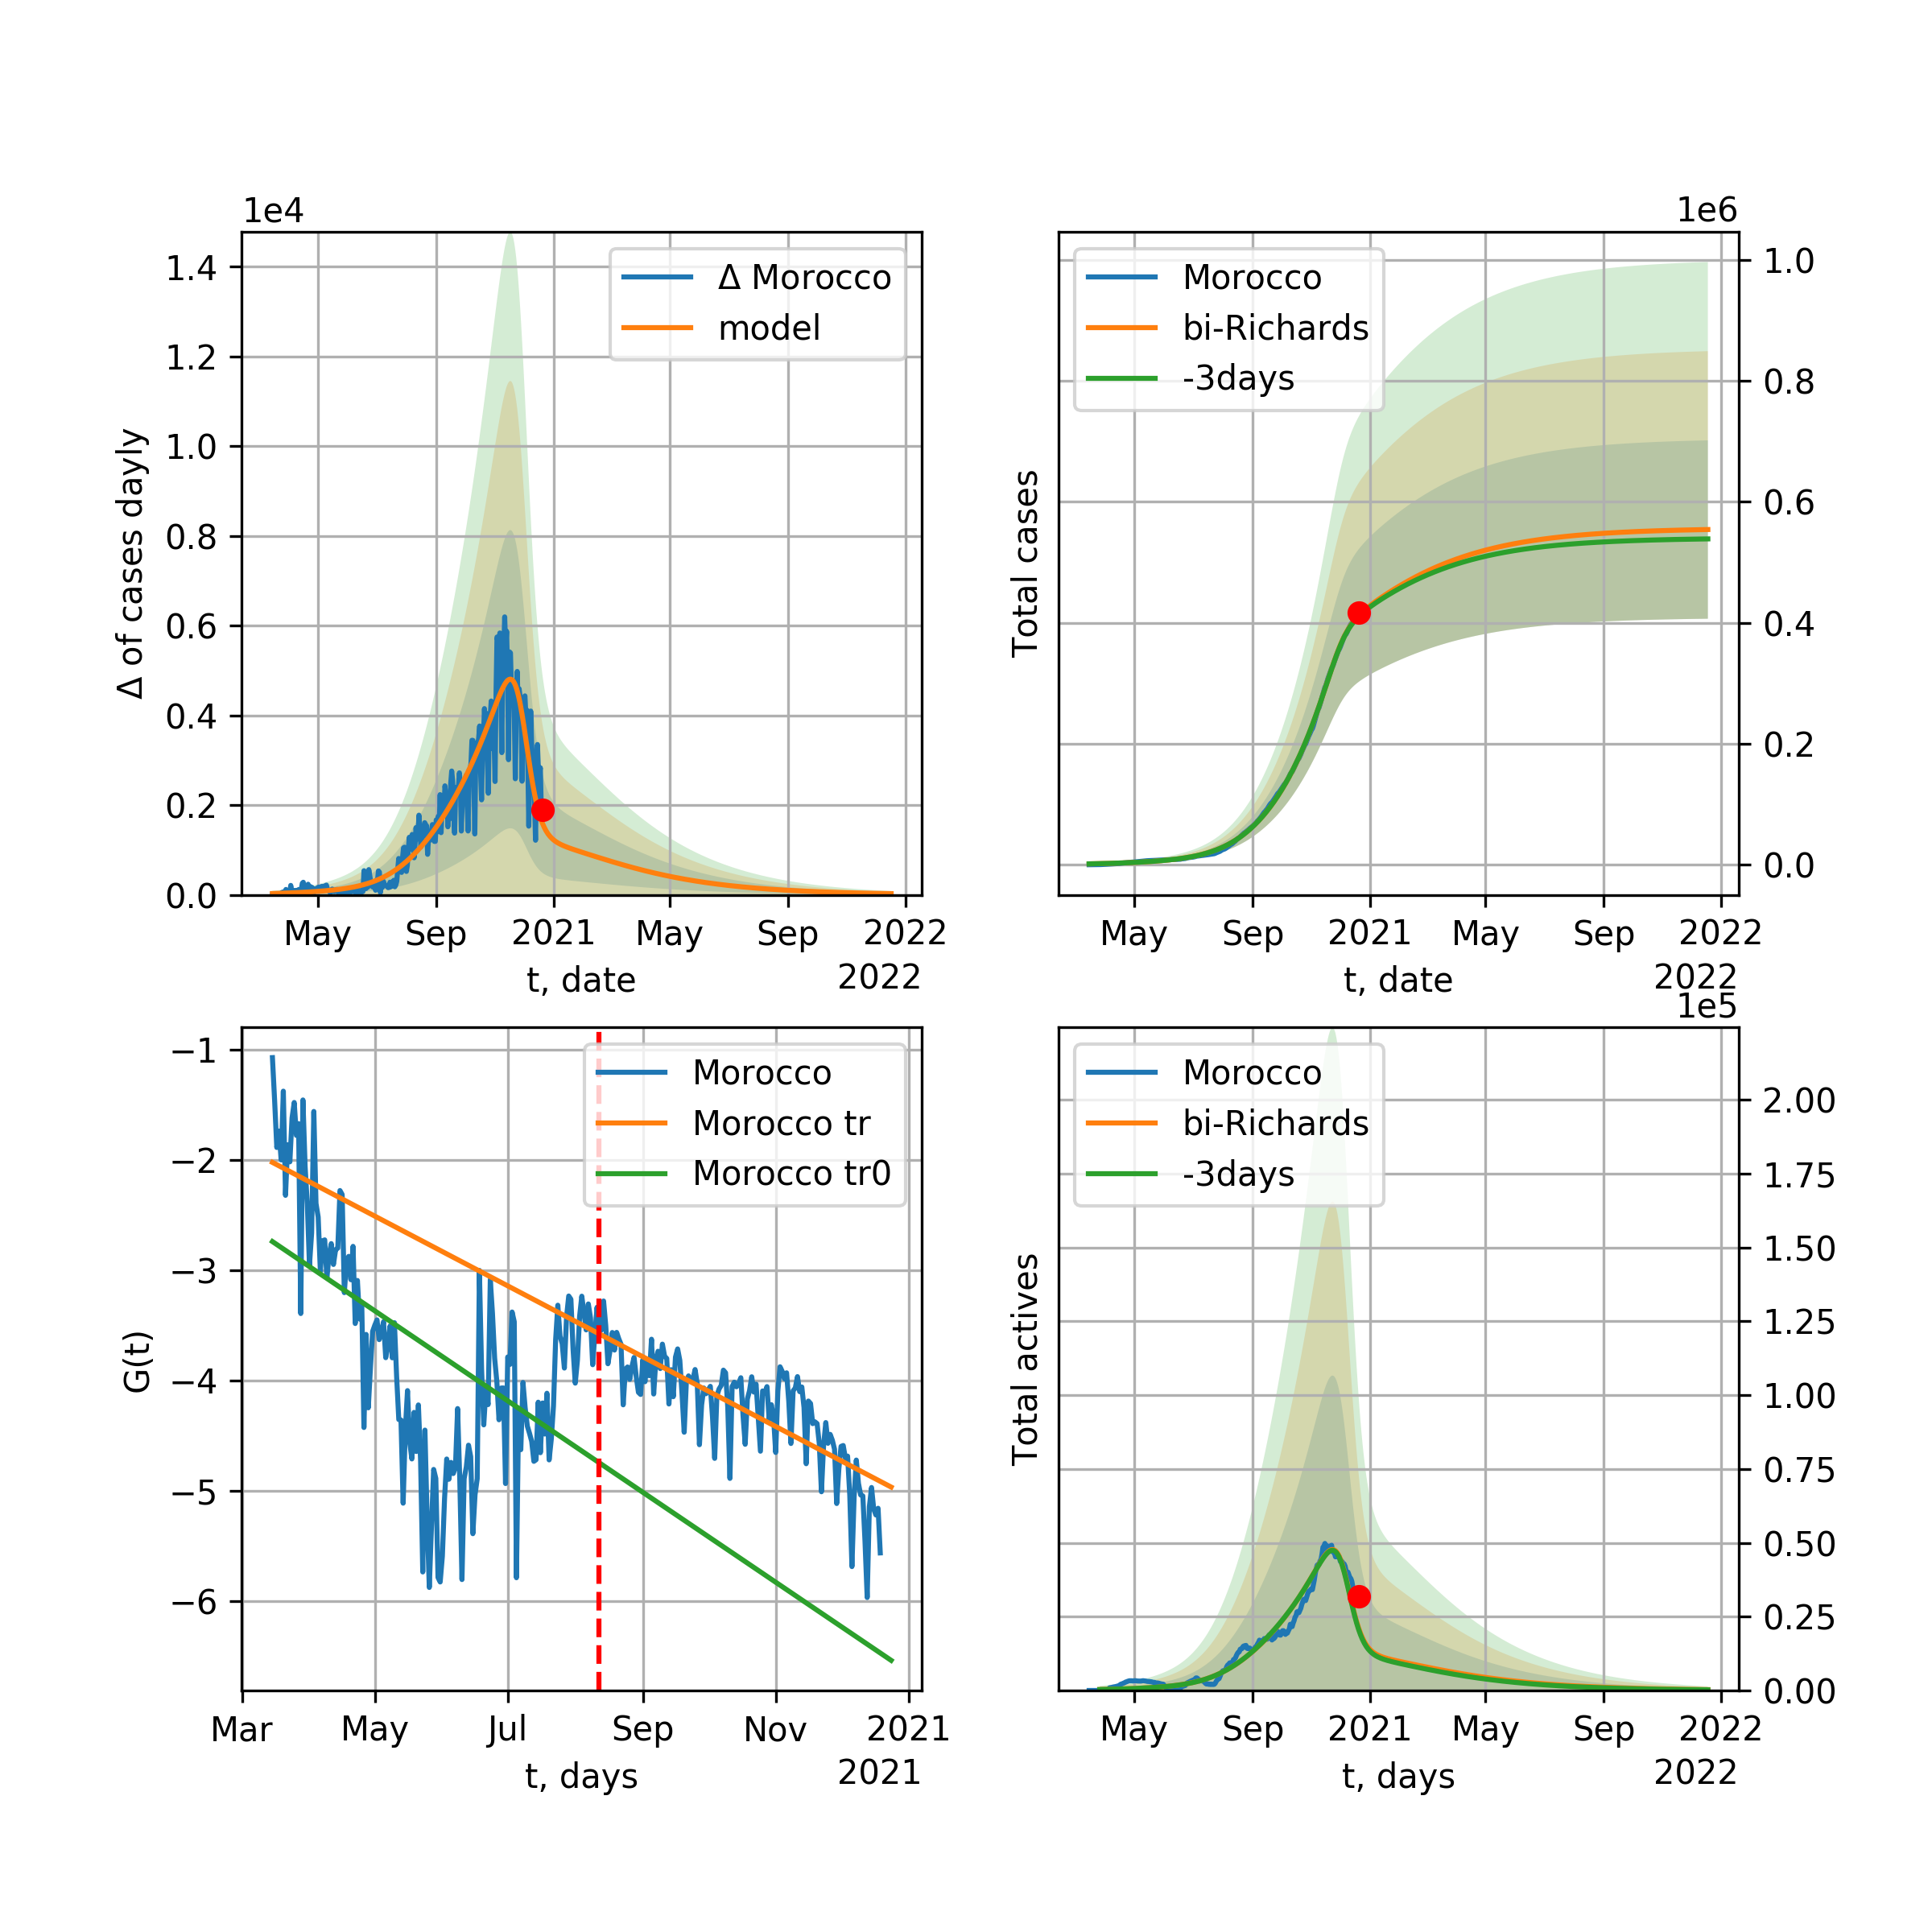 1e4
1.4
1.2
1.0
0.8
0.6
0.4
0.2
0.0
Δ of cases dayly
Δ Morocco
model
May Sep 2021 May Sep 2022
t, date
2022
1e6
1.0
0.8
0.6
0.4
0.2
0.0
Total cases
Morocco
bi-Richards
-3days
May Sep 2021 May Sep 2022
t, date
2022
−1
−2
−3
−4
−5
−6
G(t)
Morocco
Morocco tr
Morocco tr0
Mar May Jul Sep Nov 2021
t, days
2021
1e5
2.00
1.75
1.50
1.25
1.00
0.75
0.50
0.25
0.00
Total actives
Morocco
bi-Richards
-3days
May Sep 2021 May Sep 2022
t, days
2022